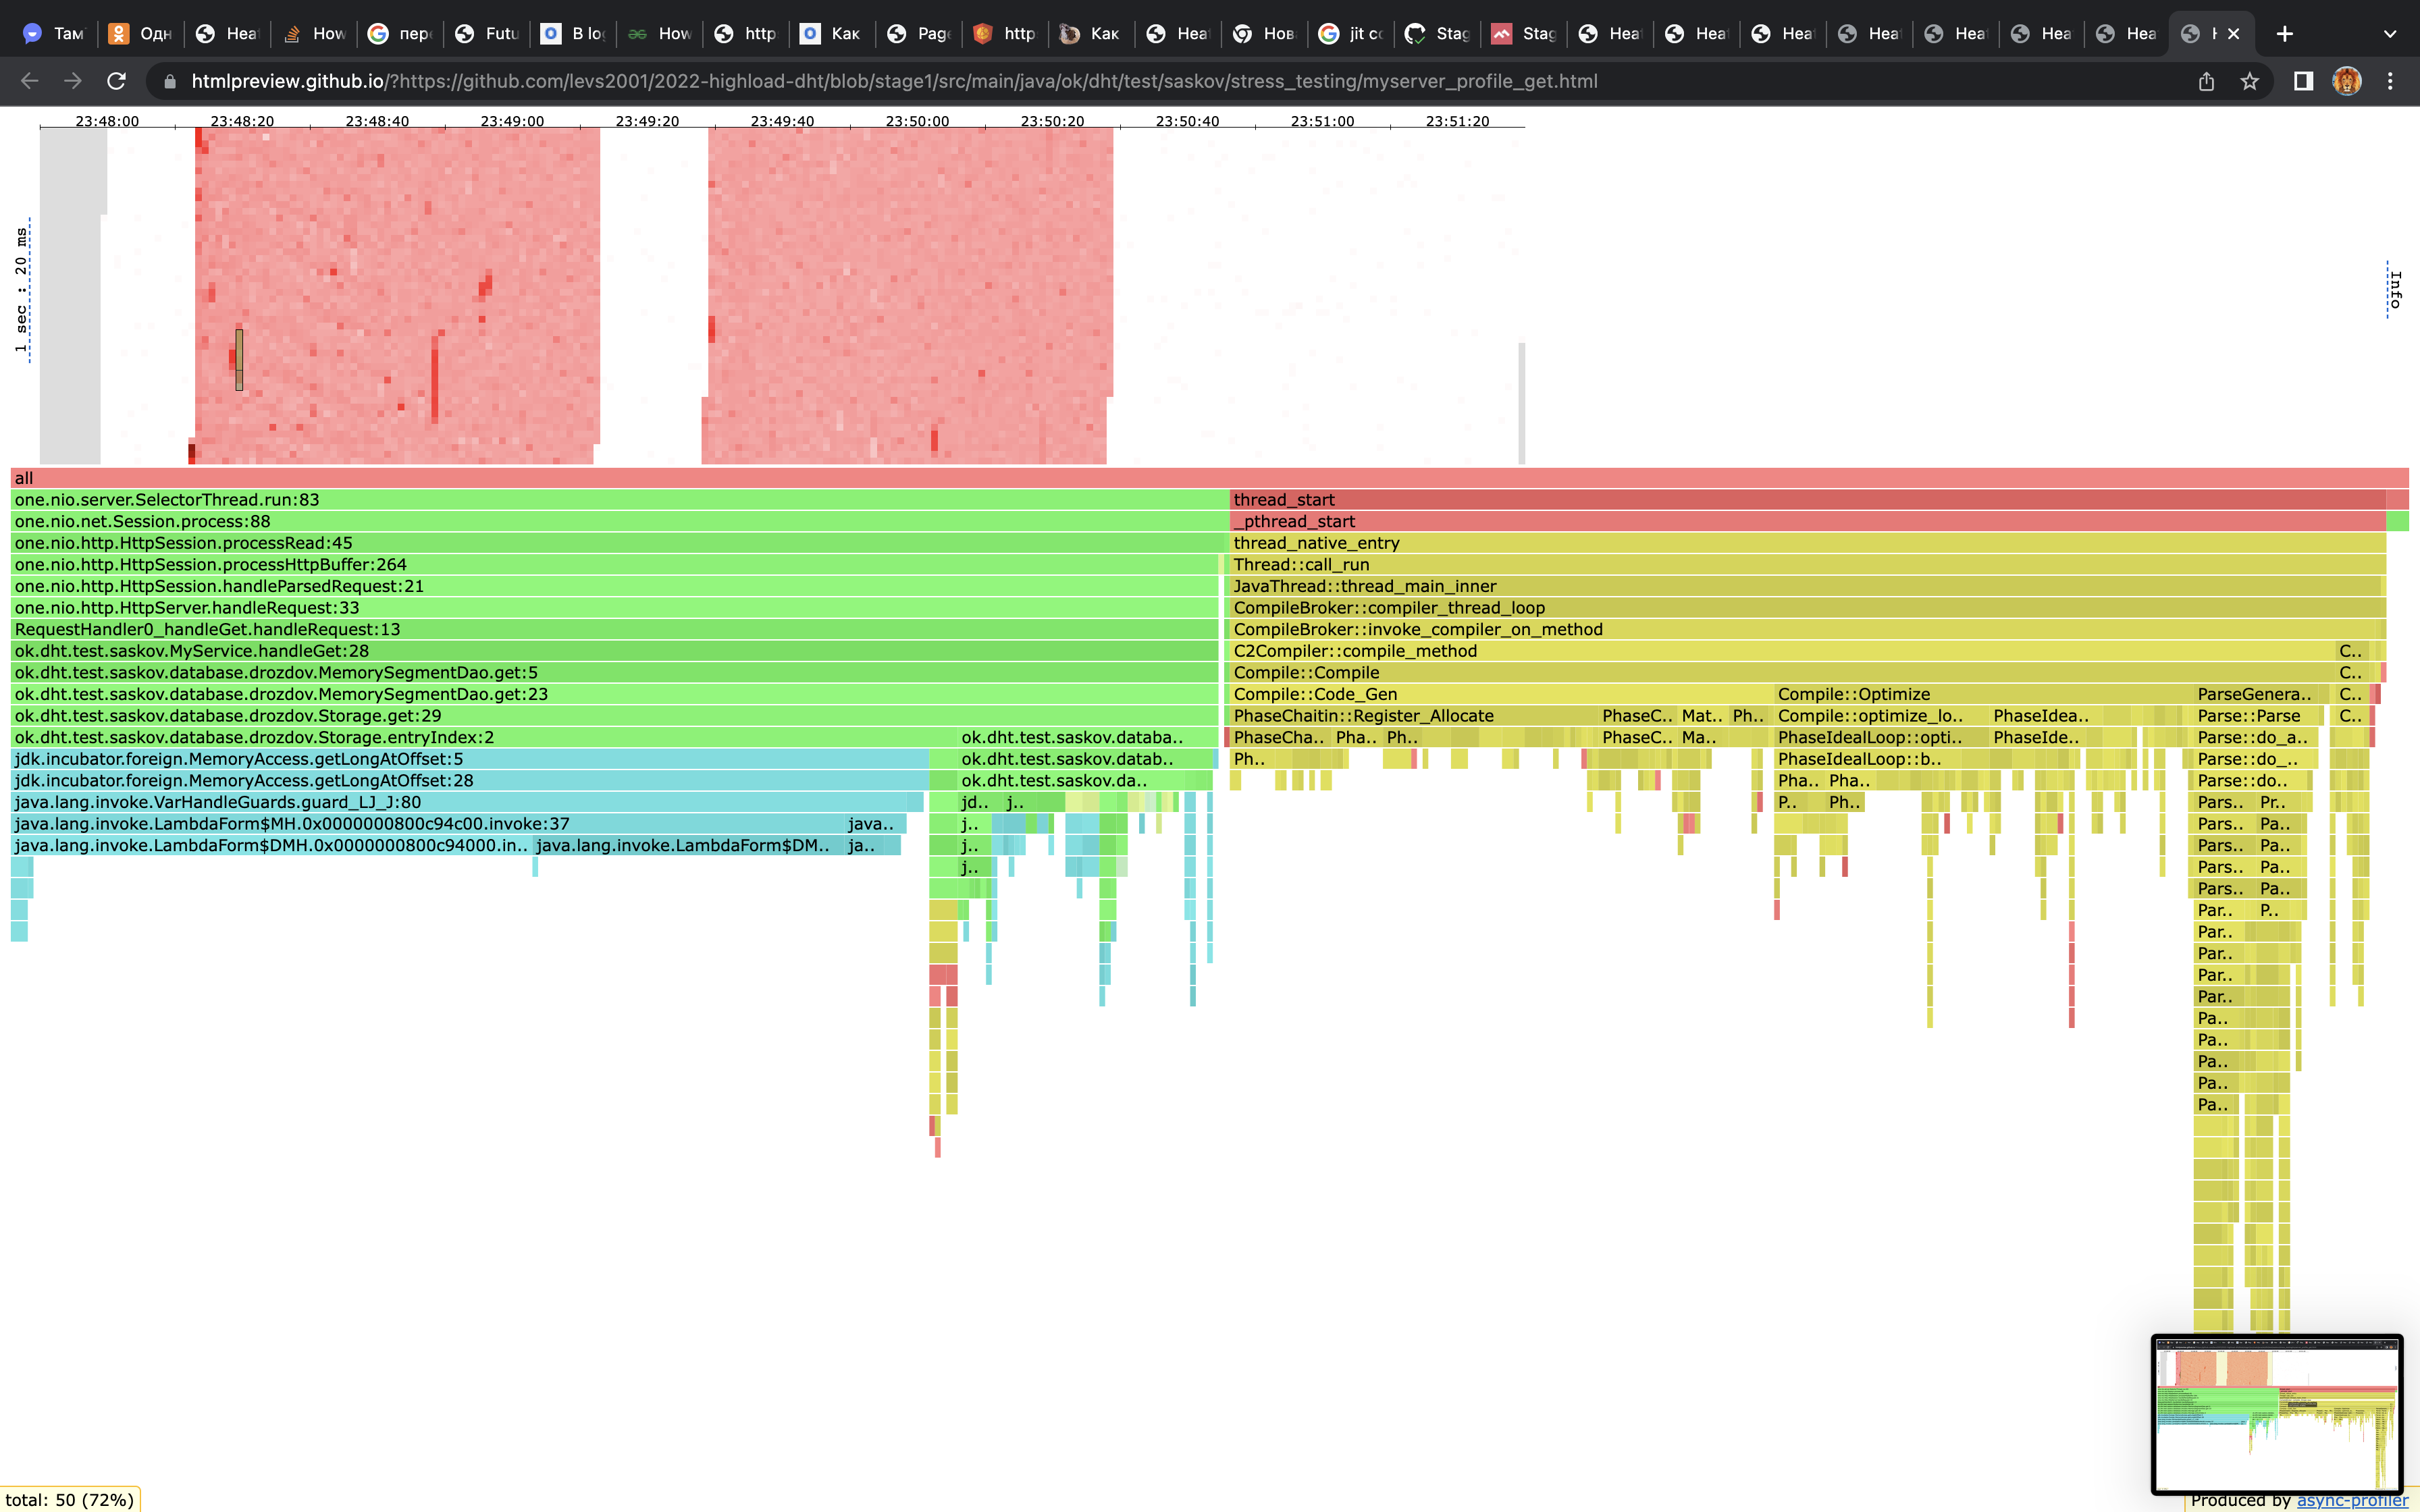 Там Одн Hea How пере Futu В log How http Как Page http Как Hea Нов jit co Stag Stag Hea Hea Hea Hea Hea Hea Hea H
htmlpreview.github.io/?https://github.com/levs2001/2022-highload-dht/blob/stage1/src/main/java/ok/dht/test/saskov/stress_testing/myserver_profile_get.html
23:48:00 23:48:20 23:48:40 23:49:00 23:49:20 23:49:40 23:50:00 23:50:20 23:50:40 23:51:00 23:51:20
1 sec : 20 ms
Info
all
one.nio.server.SelectorThread.run:83 thread_start
one.nio.net.Session.process:88 _pthread_start
one.nio.http.HttpSession.processRead:45 thread_native_entry
one.nio.http.HttpSession.processHttpBuffer:264 Thread::call_run
one.nio.http.HttpSession.handleParsedRequest:21 JavaThread::thread_main_inner
one.nio.http.HttpServer.handleRequest:33 CompileBroker::compiler_thread_loop
RequestHandler0_handleGet.handleRequest:13 CompileBroker::invoke_compiler_on_method
ok.dht.test.saskov.MyService.handleGet:28 C2Compiler::compile_method C..
ok.dht.test.saskov.database.drozdov.MemorySegmentDao.get:5 Compile::Compile C..
ok.dht.test.saskov.database.drozdov.MemorySegmentDao.get:23 Compile::Code_Gen Compile::Optimize ParseGenera.. C..
ok.dht.test.saskov.database.drozdov.Storage.get:29 PhaseChaitin::Register_Allocate PhaseC.. Mat.. Ph.. Compile::optimize_lo.. PhaseIdea.. Parse::Parse C..
ok.dht.test.saskov.database.drozdov.Storage.entryIndex:2 ok.dht.test.saskov.databa.. PhaseCha.. Pha.. Ph.. PhaseC.. Ma.. PhaseIdealLoop::opti.. PhaseIde.. Parse::do_a..
jdk.incubator.foreign.MemoryAccess.getLongAtOffset:5 ok.dht.test.saskov.datab.. Ph.. PhaseIdealLoop::b.. Parse::do_..
jdk.incubator.foreign.MemoryAccess.getLongAtOffset:28 ok.dht.test.saskov.da.. Pha.. Pha.. Parse::do..
java.lang.invoke.VarHandleGuards.guard_LJ_J:80 jd.. j.. P.. Ph.. Pars.. Pr..
java.lang.invoke.LambdaForm$MH.0x0000000800c94c00.invoke:37 java.. j.. Pars.. Pa..
java.lang.invoke.LambdaForm$DMH.0x0000000800c94000.in.. java.lang.invoke.LambdaForm$DM.. ja.. j.. Pars.. Pa..
j.. Pars.. Pa..
Pars.. Pa..
Par.. P..
Par..
Par..
Par..
Par..
Pa..
Pa..
Pa..
Pa..
Pa..
total: 50 (72%)
Produced by async-profiler